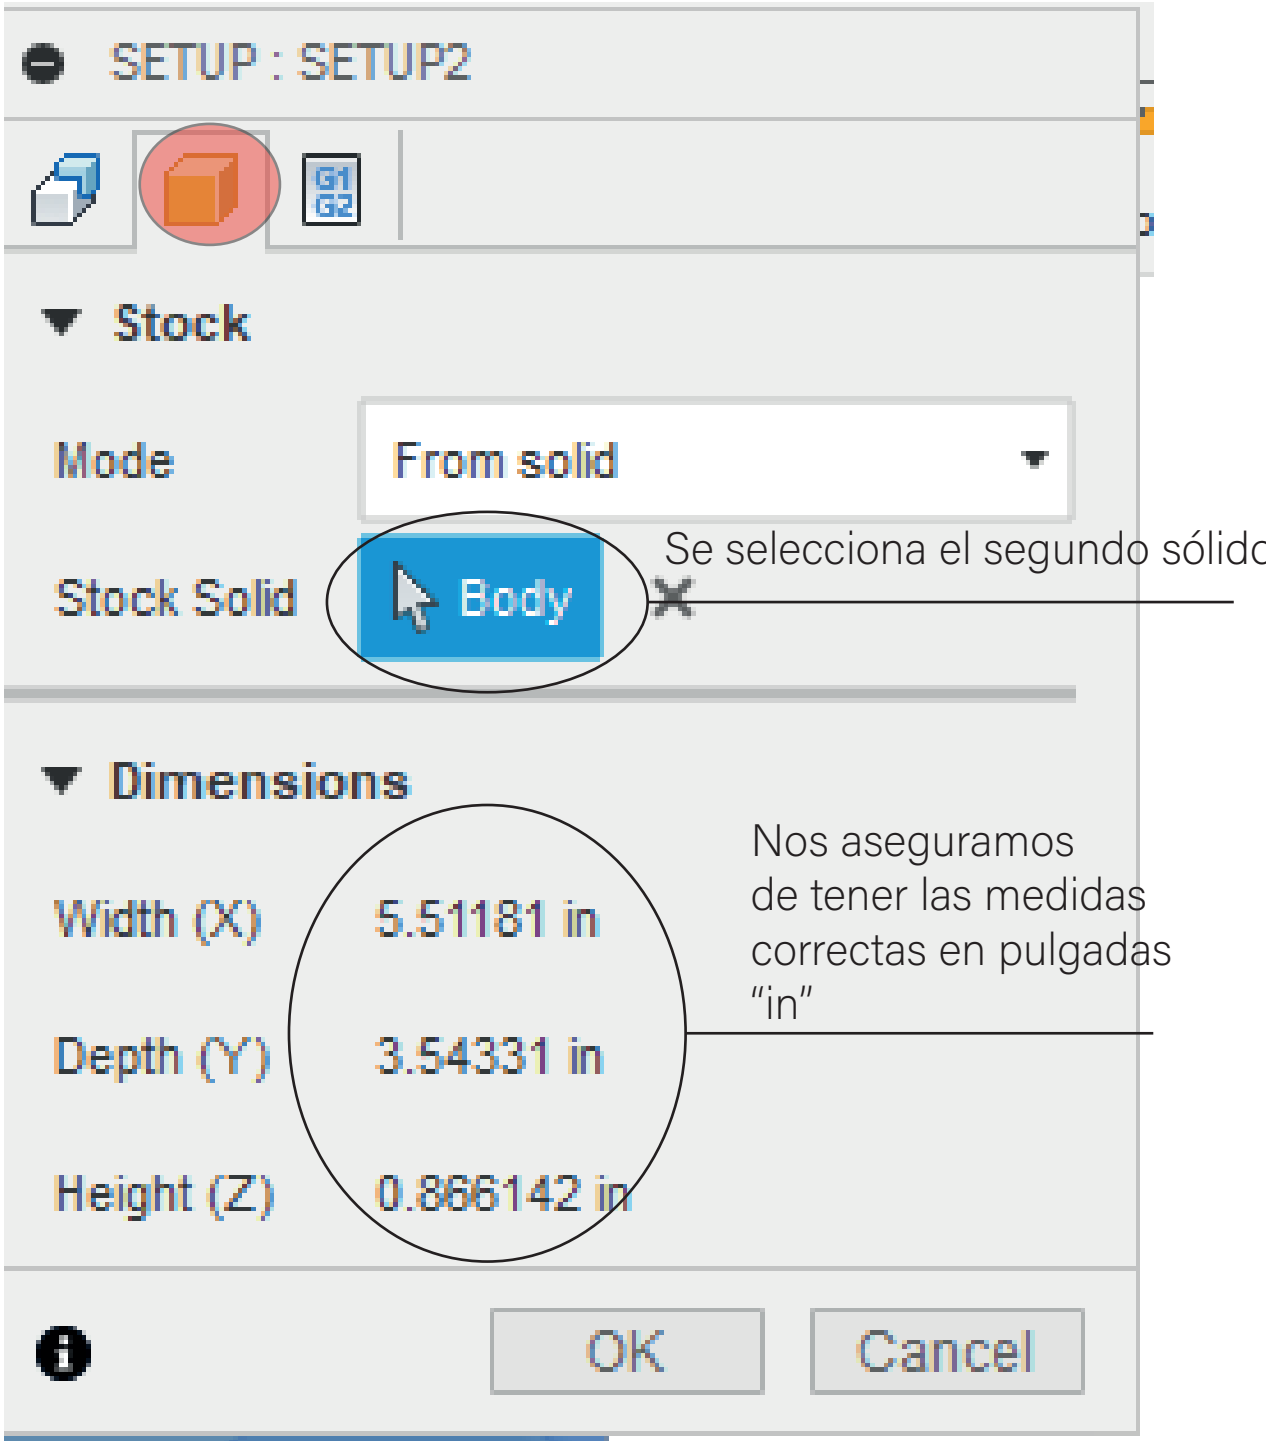 SETUP : SETUP2
G1
G2
Stock
Mode From solid
Se selecciona el segundo sólido
Stock Solid Body
Dimensions
Nos aseguramos
de tener las medidas
correctas en pulgadas
“in”
Width (X) 5.51181 in
Depth (Y) 3.54331 in
Height (Z) 0.866142 in
OK Cancel